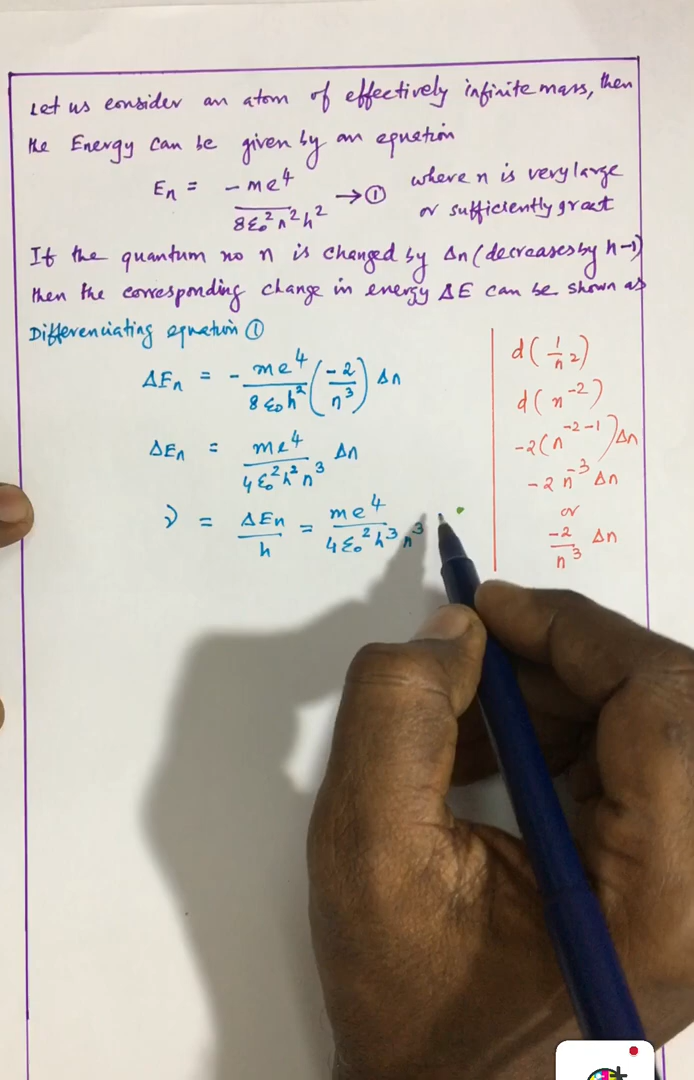 Let us consider an atom of effectively infinite mass, then
the Energy can be given by an equation
Eₙ = -me⁴ / 8ε₀²n²h² → ① where n is very large
or sufficiently great
If the quantum no n is changed by Δn (decreases by n-1)
then the corresponding change in energy ΔE can be shown as
Differenciating equation ①
ΔEₙ = - me⁴ / 8ε₀h² (-2 / n³) Δn
ΔEₙ = me⁴ / 4ε₀²h²n³ Δn
ν = ΔEₙ / h = me⁴ / 4ε₀²h³n³
d(1/n²)
d(n⁻²)
-2(n⁻²⁻¹)Δn
-2 n⁻³ Δn
or
-2/n³ Δn